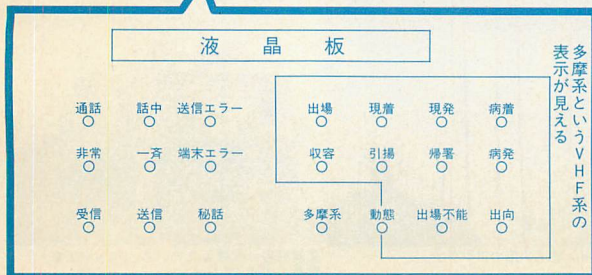 液晶板
多摩系というVHF系の
表示が見える
通話 話中 送信エラー 出場 現着 現発 病着
非常 一斉 端末エラー 収容 引揚 帰署 病発
受信 送信 秘話 多摩系 動態 出場不能 出向